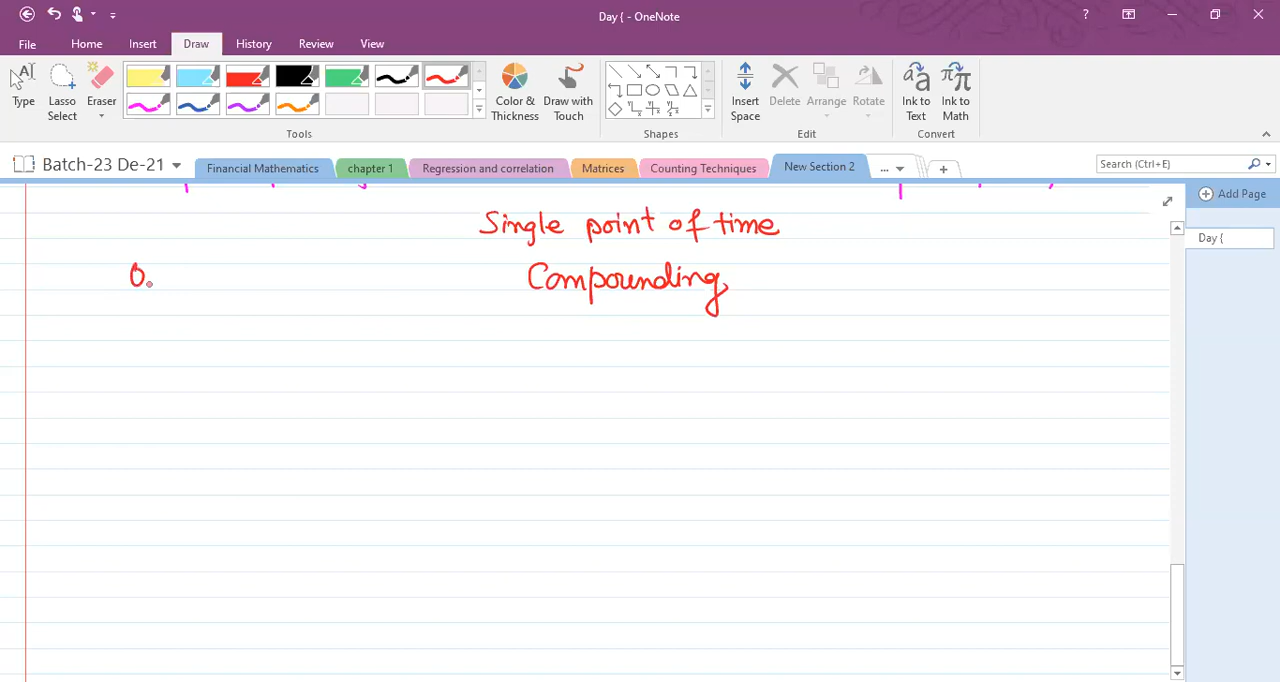 Day { - OneNote
?
File Home Insert Draw History Review View
Type
Lasso Select
Eraser
Color & Thickness
Draw with Touch
Insert Space
Delete
Arrange
Rotate
Ink to Text
Ink to Math
Tools
Shapes
Edit
Convert
Batch-23 De-21
Financial Mathematics
chapter 1
Regression and correlation
Matrices
Counting Techniques
New Section 2
...
Search (Ctrl+E)
Add Page
Day {
Single point of time
0. Compounding,